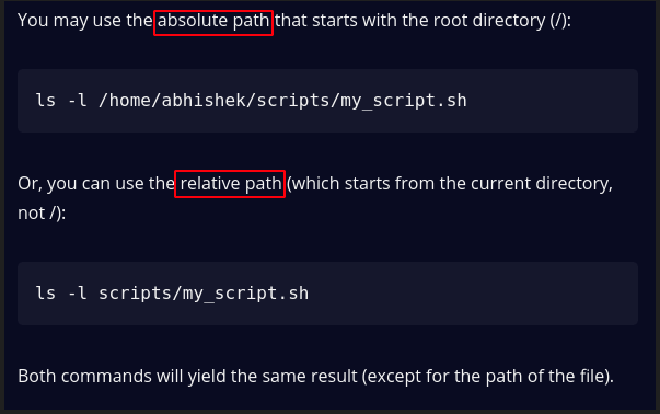 You may use the absolute path that starts with the root directory (/):
ls -l /home/abhishek/scripts/my_script.sh
Or, you can use the relative path (which starts from the current directory,
not /):
ls -l scripts/my_script.sh
Both commands will yield the same result (except for the path of the file).